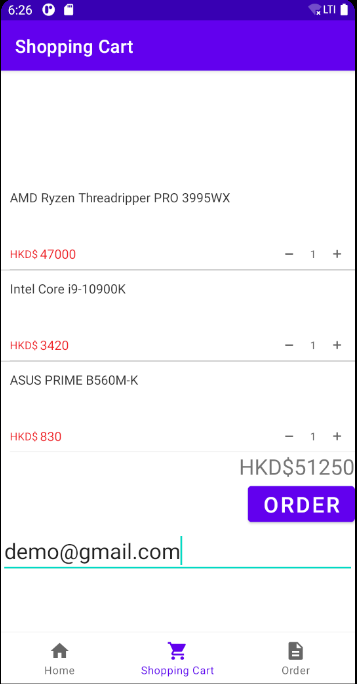 6:26 LTI
Shopping Cart
AMD Ryzen Threadripper PRO 3995WX
HKD$ 47000 − 1 +
Intel Core i9-10900K
HKD$ 3420 − 1 +
ASUS PRIME B560M-K
HKD$ 830 − 1 +
HKD$51250
ORDER
demo@gmail.com
Home Shopping Cart Order